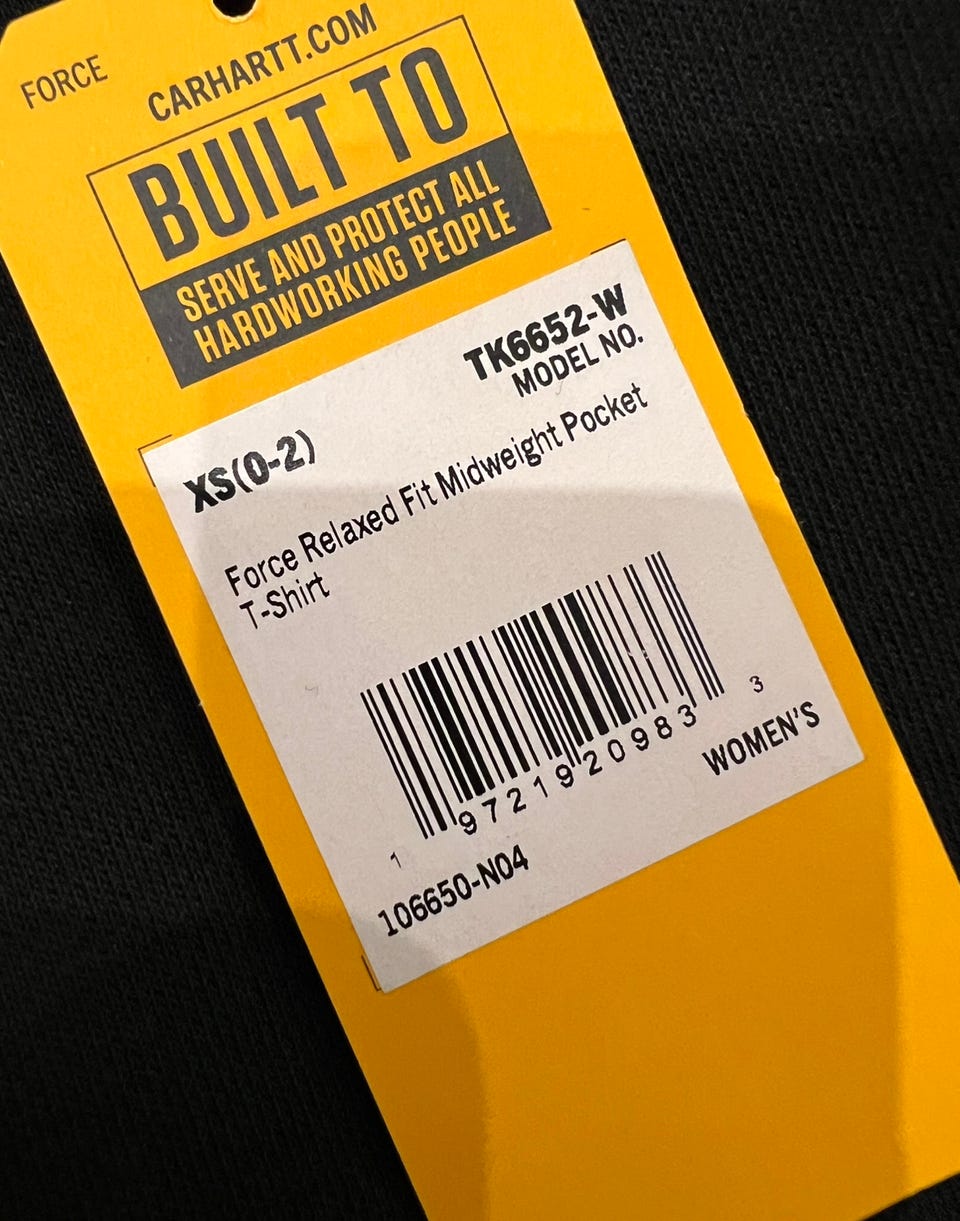 FORCE
CARHARTT.COM
BUILT TO
SERVE AND PROTECT ALL
HARDWORKING PEOPLE
TK6652-W
MODEL NO.
XS(0-2)
Force Relaxed Fit Midweight Pocket
T-Shirt
1 97219 20983 3
WOMEN'S
106650-N04